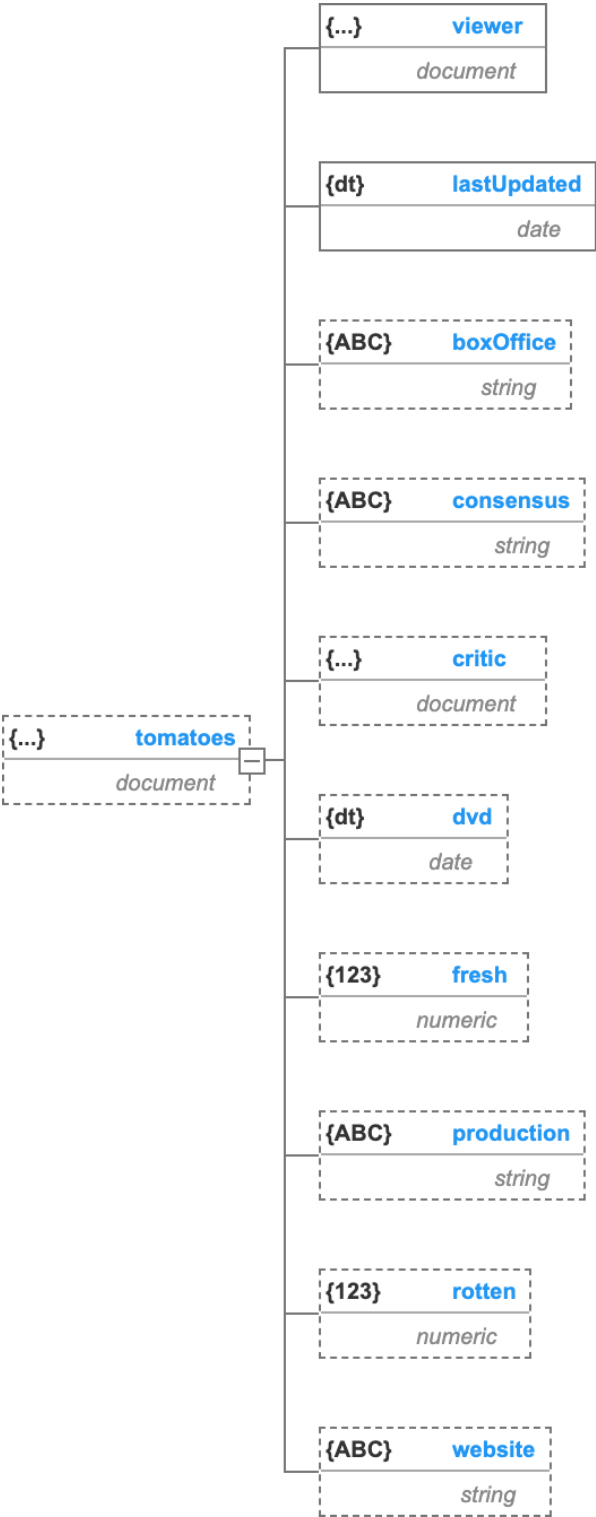 {...} viewer
document
{dt} lastUpdated
date
{ABC} boxOffice
string
{ABC} consensus
string
{...} critic
document
{...} tomatoes
document
{dt} dvd
date
{123} fresh
numeric
{ABC} production
string
{123} rotten
numeric
{ABC} website
string